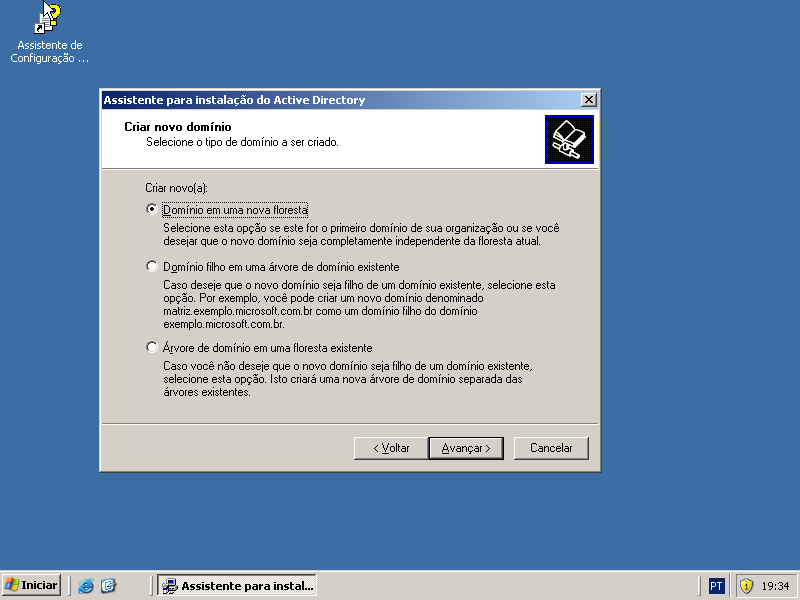 Assistente de
Configuração ...
Assistente para instalação do Active Directory
Criar novo domínio
Selecione o tipo de domínio a ser criado.
Criar novo(a):
Domínio em uma nova floresta
Selecione esta opção se este for o primeiro domínio de sua organização ou se você
desejar que o novo domínio seja completamente independente da floresta atual.
Domínio filho em uma árvore de domínio existente
Caso deseje que o novo domínio seja filho de um domínio existente, selecione esta
opção. Por exemplo, você pode criar um novo domínio denominado
matriz.exemplo.microsoft.com.br como um domínio filho do domínio
exemplo.microsoft.com.br.
Árvore de domínio em uma floresta existente
Caso você não deseje que o novo domínio seja filho de um domínio existente,
selecione esta opção. Isto criará uma nova árvore de domínio separada das
árvores existentes.
< Voltar Avançar > Cancelar
Iniciar Assistente para instal... PT 19:34